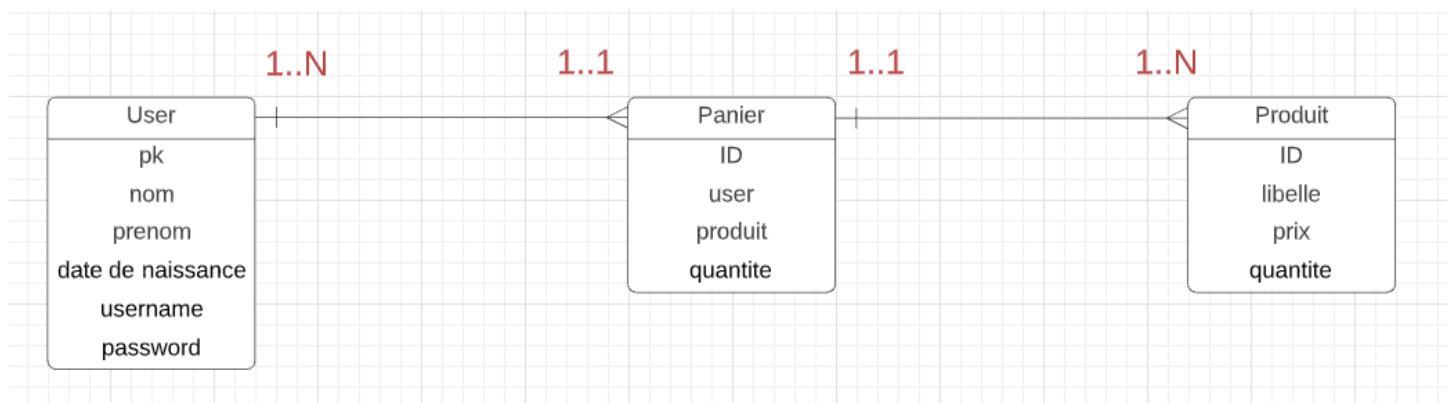 1..N
1..1
1..1
1..N
User
pk
nom
prenom
date de naissance
username
password
Panier
ID
user
produit
quantite
Produit
ID
libelle
prix
quantite